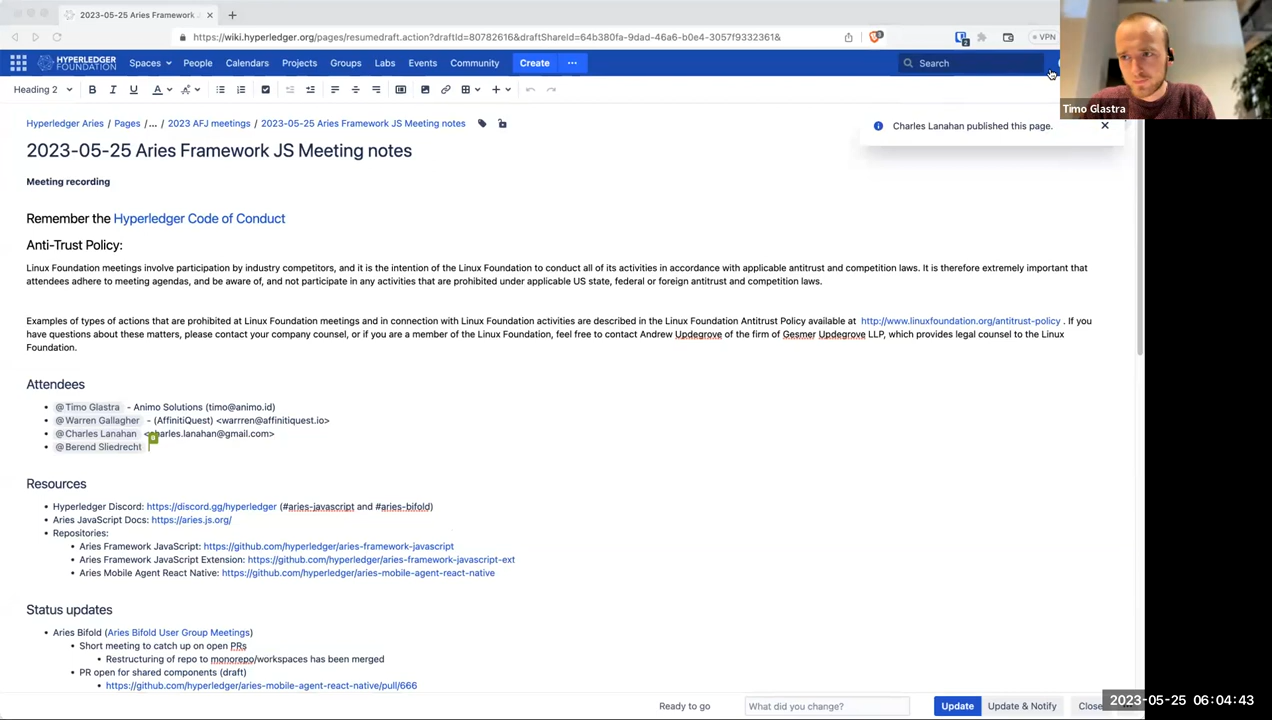 2023-05-25 Aries Framework J
https://wiki.hyperledger.org/pages/resumedraft.action?draftId=80782616&draftShareId=64b380fa-9dad-46a6-b0e4-3057f9332361&
VPN
HYPERLEDGER FOUNDATION
Spaces People Calendars Projects Groups Labs Events Community Create Search
Heading 2 B I U A
Timo Glastra
Hyperledger Aries / Pages /... / 2023 AFJ meetings / 2023-05-25 Aries Framework JS Meeting notes
Charles Lanahan published this page.
2023-05-25 Aries Framework JS Meeting notes
Meeting recording
Remember the Hyperledger Code of Conduct
Anti-Trust Policy:
Linux Foundation meetings involve participation by industry competitors, and it is the intention of the Linux Foundation to conduct all of its activities in accordance with applicable antitrust and competition laws. It is therefore extremely important that
attendees adhere to meeting agendas, and be aware of, and not participate in any activities that are prohibited under applicable US state, federal or foreign antitrust and competition laws.
Examples of types of actions that are prohibited at Linux Foundation meetings and in connection with Linux Foundation activities are described in the Linux Foundation Antitrust Policy available at http://www.linuxfoundation.org/antitrust-policy . If you
have questions about these matters, please contact your company counsel, or if you are a member of the Linux Foundation, feel free to contact Andrew Updegrove of the firm of Gesmer Updegrove LLP, which provides legal counsel to the Linux
Foundation.
Attendees
@Timo Glastra - Animo Solutions (timo@animo.id)
@Warren Gallagher - (AffinitiQuest) <warrren@affinitiquest.io>
@Charles Lanahan <charles.lanahan@gmail.com>
@Berend Sliedrecht
Resources
Hyperledger Discord: https://discord.gg/hyperledger (#aries-javascript and #aries-bifold)
Aries JavaScript Docs: https://aries.js.org/
Repositories:
Aries Framework JavaScript: https://github.com/hyperledger/aries-framework-javascript
Aries Framework JavaScript Extension: https://github.com/hyperledger/aries-framework-javascript-ext
Aries Mobile Agent React Native: https://github.com/hyperledger/aries-mobile-agent-react-native
Status updates
Aries Bifold (Aries Bifold User Group Meetings)
Short meeting to catch up on open PRs
Restructuring of repo to monorepo/workspaces has been merged
PR open for shared components (draft)
https://github.com/hyperledger/aries-mobile-agent-react-native/pull/666
Ready to go What did you change? Update Update & Notify Close
2023-05-25 06:04:43